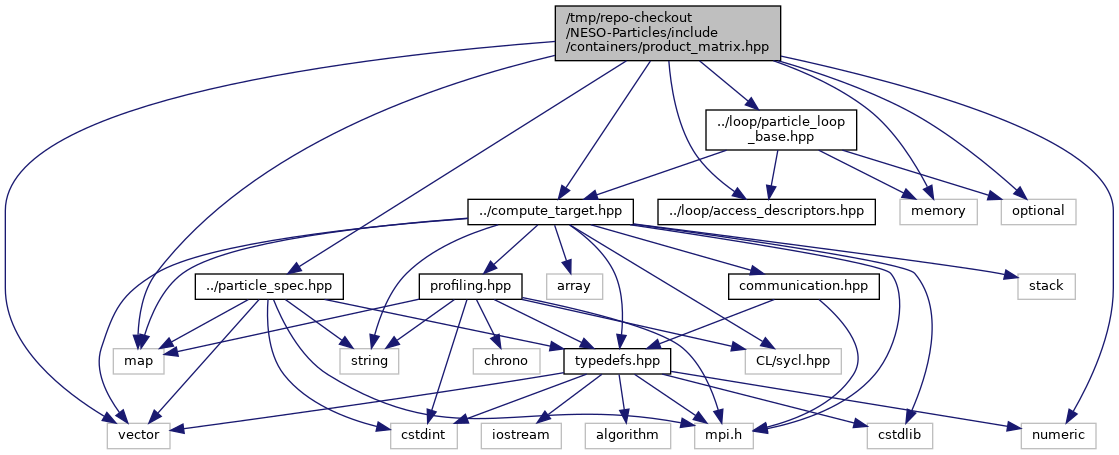 /tmp/repo-checkout
/NESO-Particles/include
/containers/product_matrix.hpp
../loop/particle_loop
_base.hpp
../compute_target.hpp
../loop/access_descriptors.hpp
memory
optional
../particle_spec.hpp
profiling.hpp
array
communication.hpp
stack
map
string
chrono
typedefs.hpp
CL/sycl.hpp
vector
cstdint
iostream
algorithm
mpi.h
cstdlib
numeric